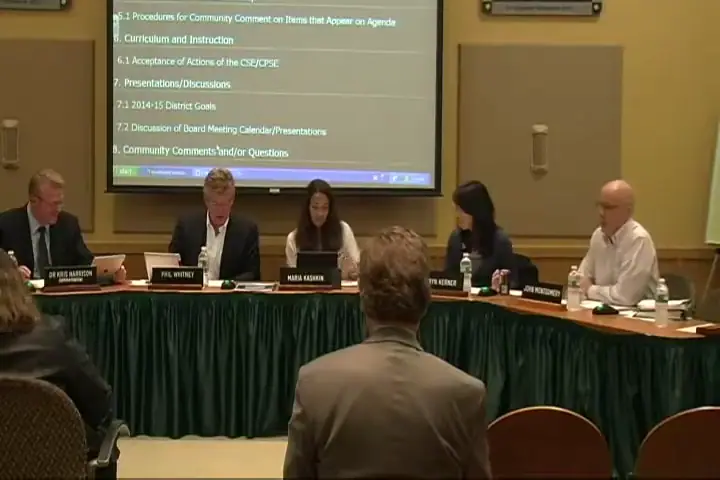 5.1 Procedures for Community Comment on Items that Appear on Agenda
6. Curriculum and Instruction
6.1 Acceptance of Actions of the CSE/CPSE
7. Presentations/Discussions
7.1 2014-15 District Goals
7.2 Discussion of Board Meeting Calendar/Presentations
8. Community Comments and/or Questions
start
DR KRIS HARRISON
PHIL WHITNEY
MARIA KASHKIN
KERNER
JOHN MONTGOMERY